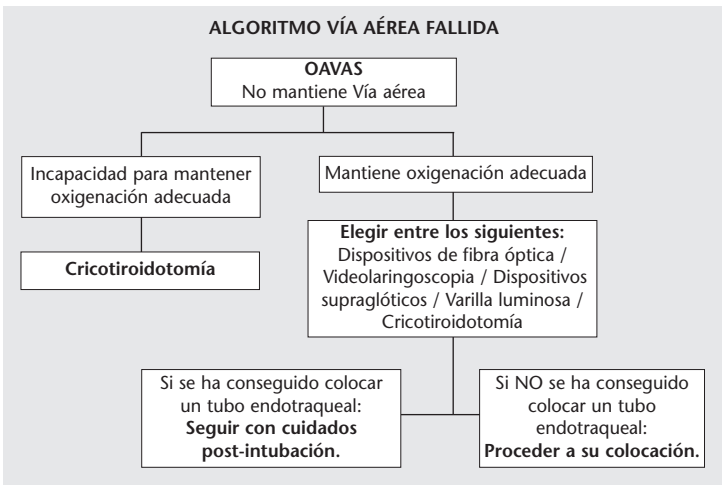 ALGORITMO VÍA AÉREA FALLIDA
OAVAS
No mantiene Vía aérea
Incapacidad para mantener
oxigenación adecuada
Cricotiroidotomía
Mantiene oxigenación adecuada
Elegir entre los siguientes:
Dispositivos de fibra óptica /
Videolaringoscopia / Dispositivos
supraglóticos / Varilla luminosa /
Cricotiroidotomía
Si se ha conseguido colocar
un tubo endotraqueal:
Seguir con cuidados
post-intubación.
Si NO se ha conseguido
colocar un tubo
endotraqueal:
Proceder a su colocación.